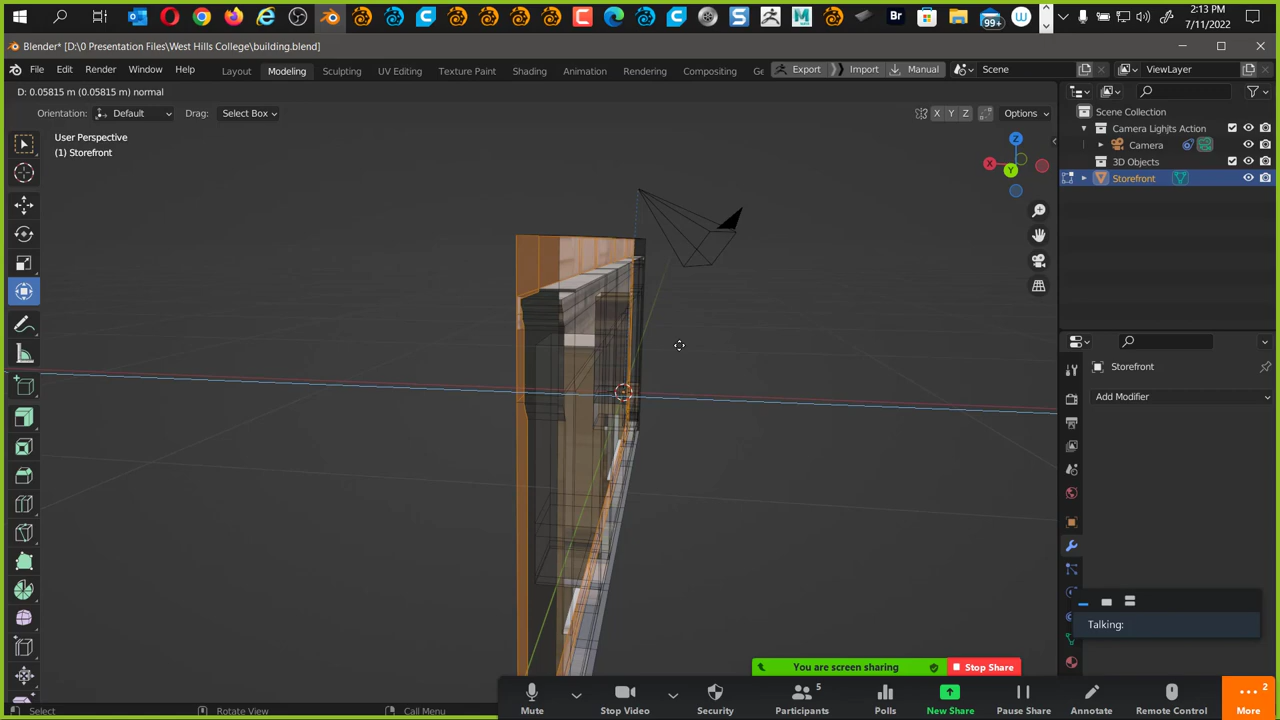 99+
W
Br
2:13 PM
7/11/2022
Blender* [D:\0 Presentation Files\West Hills College\building.blend]
File Edit Render Window Help
Layout Modeling Sculpting UV Editing Texture Paint Shading Animation Rendering Compositing Ge
Export Import Manual
Scene
ViewLayer
D: 0.05815 m (0.05815 m) normal
Orientation: Default Drag: Select Box
X Y Z
Options
User Perspective
(1) Storefront
Z
X
Y
Scene Collection
Camera Lights Action
Camera
3D Objects
Storefront
Storefront
Add Modifier
Talking:
You are screen sharing
Stop Share
Select
Rotate View
Call Menu
Mute
Stop Video
Security
5
Participants
Polls
New Share
Pause Share
Annotate
Remote Control
2
More